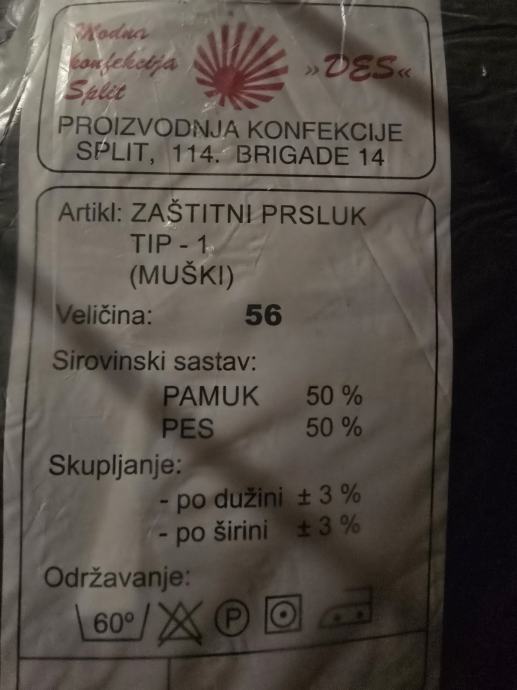 Modna
konfekcija
Split
»DES«
PROIZVODNJA KONFEKCIJE
SPLIT, 114. BRIGADE 14
Artikl: ZAŠTITNI PRSLUK
TIP - 1
(MUŠKI)
Veličina: 56
Sirovinski sastav:
PAMUK 50 %
PES 50 %
Skupljanje:
- po dužini ± 3 %
- po širini ± 3 %
Održavanje:
60° P